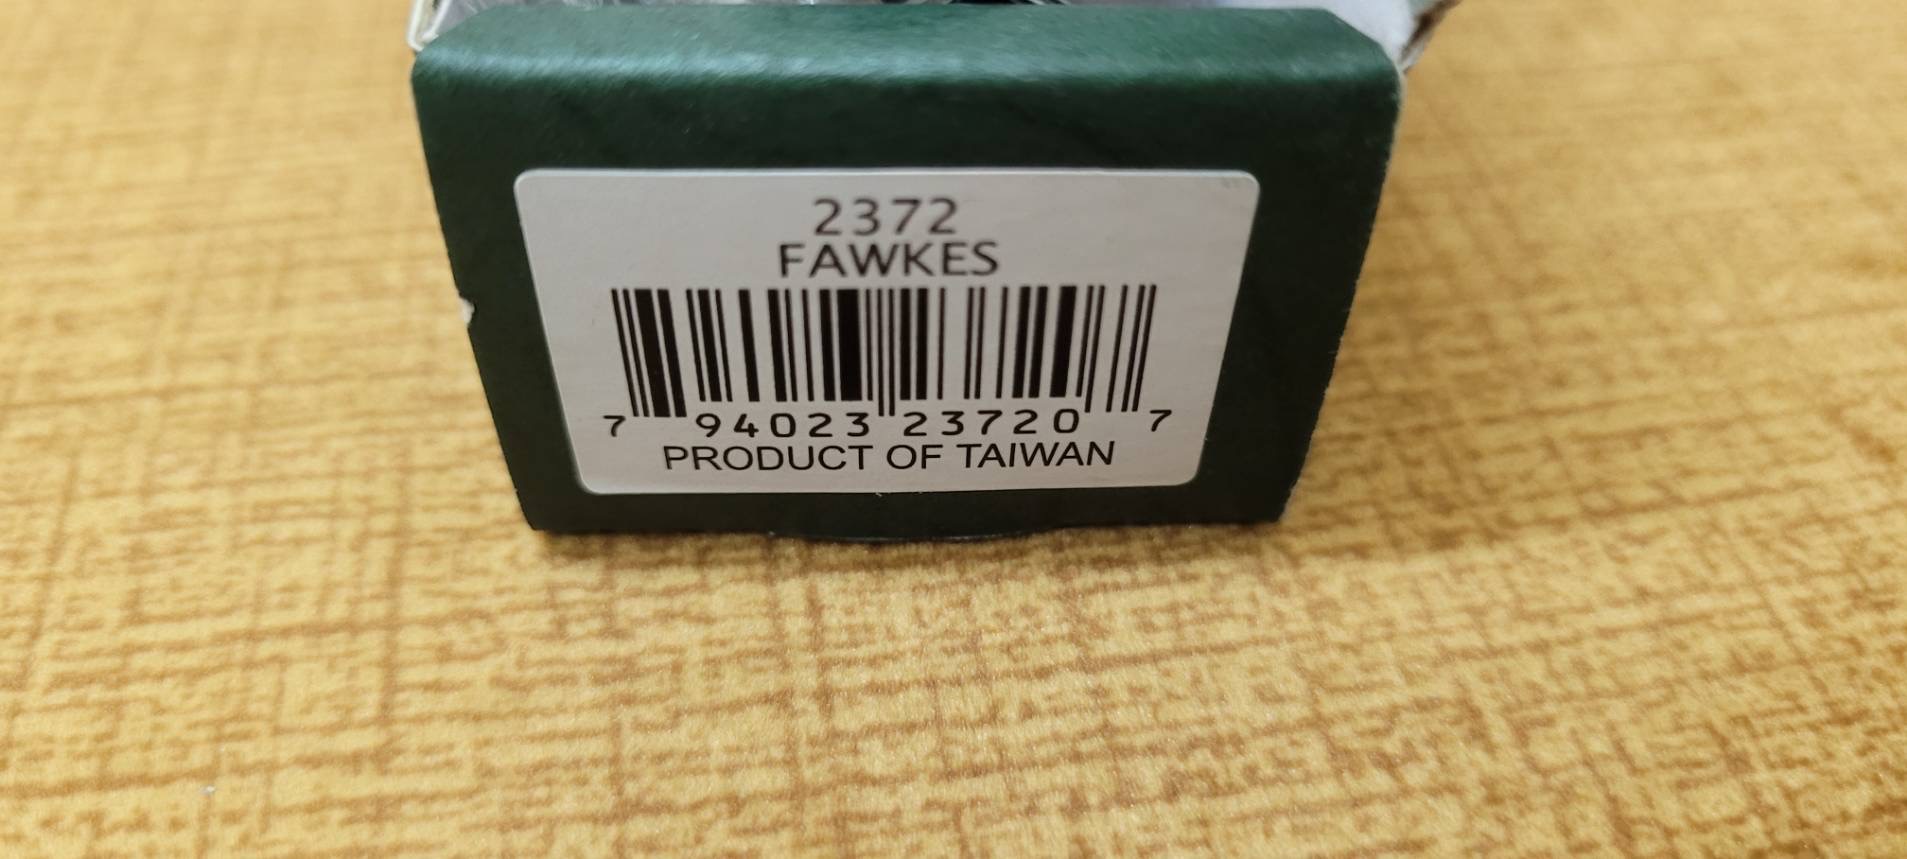 2372
FAWKES
7 94023 23720 7
PRODUCT OF TAIWAN